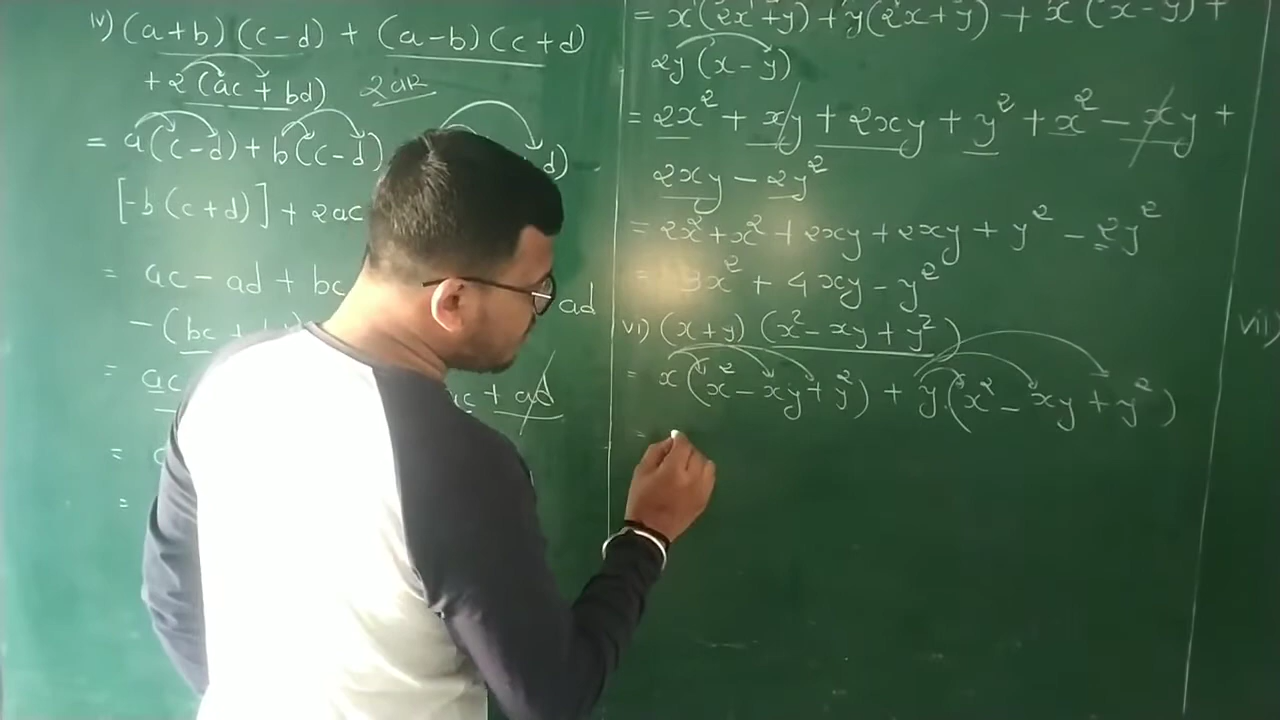 iv) (a+b) (c-d) + (a-b) (c+d)
+ 2 (ac + bd) 2ac
= a(c-d) + b(c-d) d)
[-b (c+d)] + 2ac
= ac - ad + bc ad
- (bc
= ac ac + ad
=
=
= x(2x+y) + y(2x+y) + x(x-y) +
2y (x-y)
= 2x² + xy + 2xy + y² + x² - xy +
2xy - 2y²
= 2x² + x² + 2xy + 2xy + y² - 2y²
= 3x² + 4xy - y²
vi) (x+y) (x² - xy + y²)
= x (x² - xy + y²) + y.(x² - xy + y²)
=
vii)